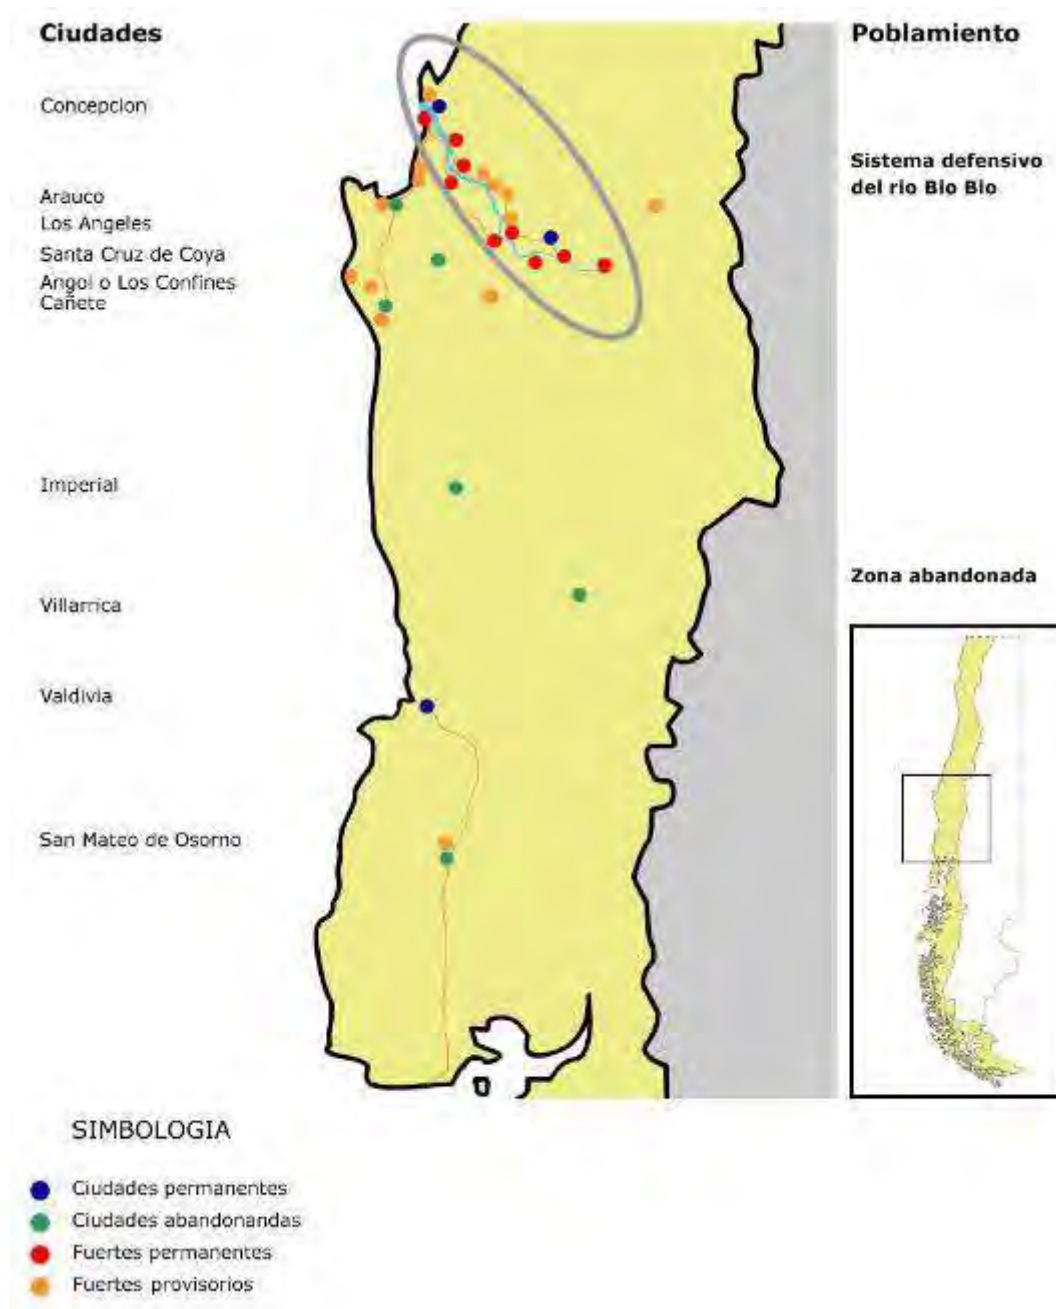 Ciudades
Poblamiento
Concepcion
Sistema defensivo
del rio Bio Bio
Arauco
Los Angeles
Santa Cruz de Coya
Angol o Los Confines
Cañete
Imperial
Zona abandonada
Villarrica
Valdivia
San Mateo de Osorno
SIMBOLOGIA
Ciudades permanentes
Ciudades abandonandas
Fuertes permanentes
Fuertes provisorios